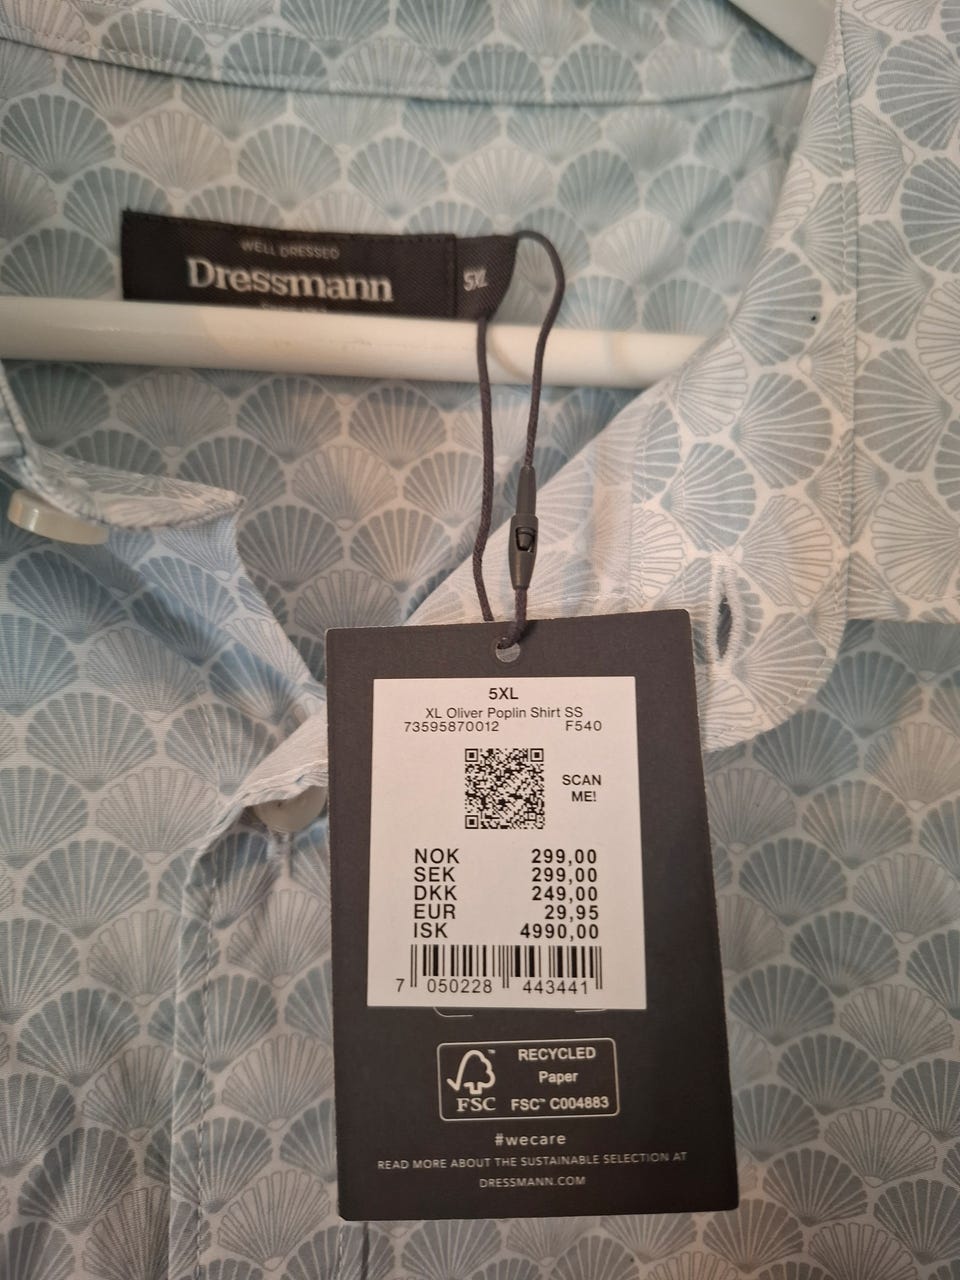 WELL DRESSED
Dressmann
5XL
5XL
XL Oliver Poplin Shirt SS
73595870012 F540
SCAN
ME!
NOK 299,00
SEK 299,00
DKK 249,00
EUR 29,95
ISK 4990,00
7 050228 443441
FSC
RECYCLED
Paper
FSC™ C004883
#wecare
READ MORE ABOUT THE SUSTAINABLE SELECTION AT
DRESSMANN.COM